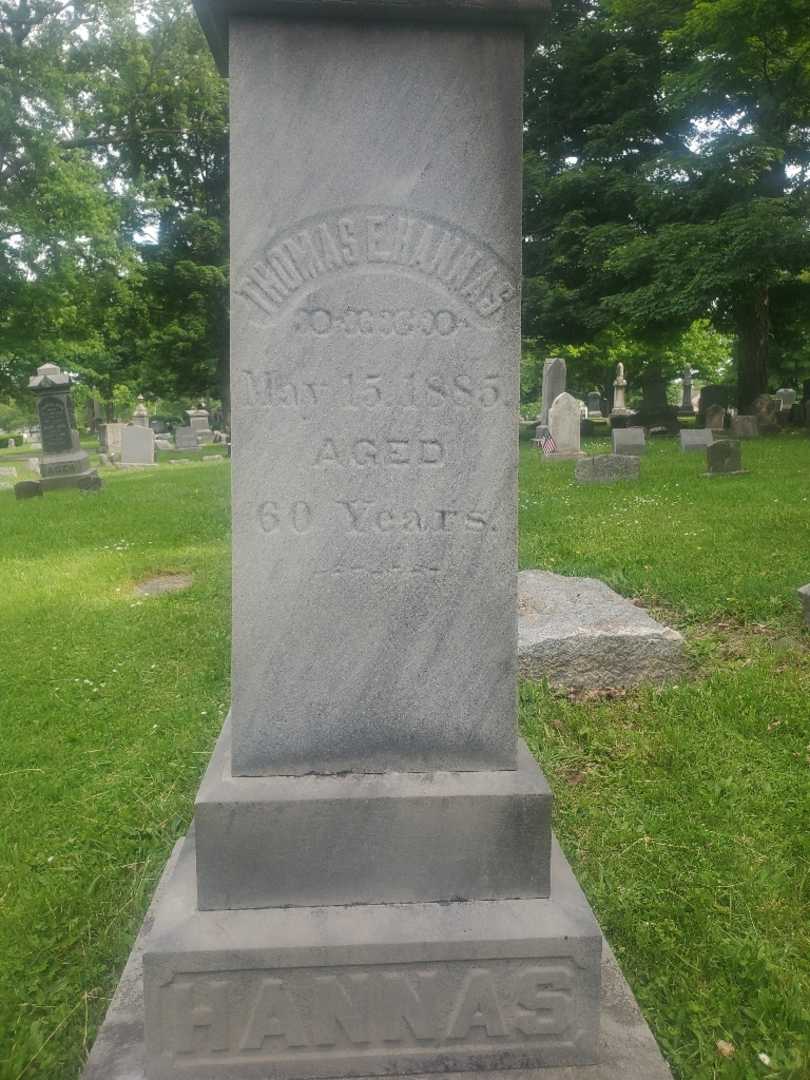 THOMAS E. HANNAS
May 15, 1885.
AGED
60 Years.
HANNAS